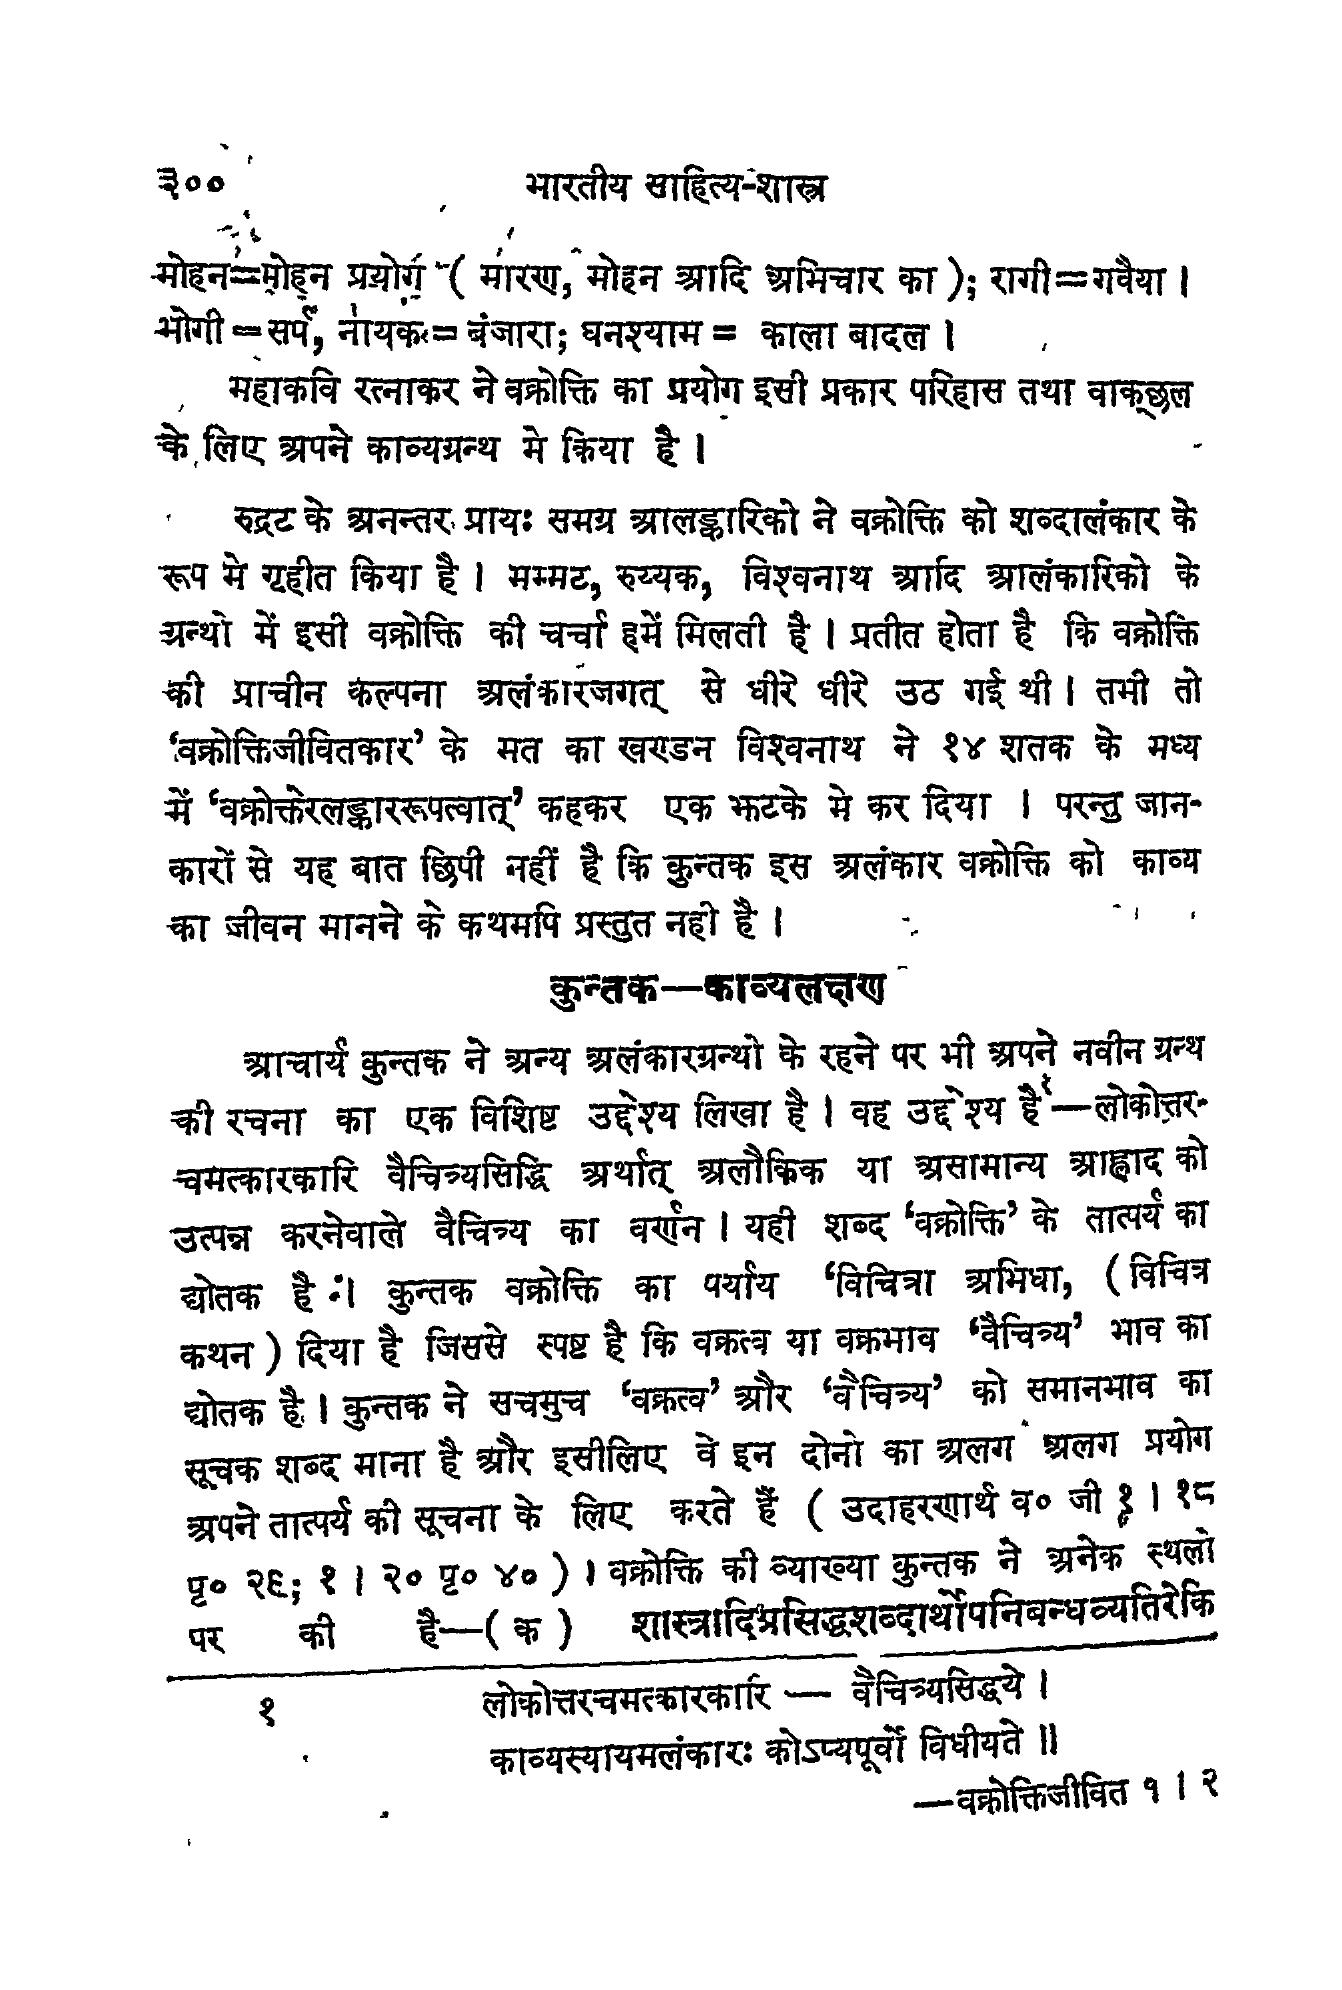 ३००	भारतीय साहित्य-शास्त्र
मोहन=मोहन प्रयोग ( मारण, मोहन आदि अभिचार का ); रागी=गवैया ।
भोगी=सर्प, नायक=बंजारा; घनश्याम= काला बादल ।
महाकवि रत्नाकर ने वक्रोक्ति का प्रयोग इसी प्रकार परिहास तथा वाक्छल
के लिए अपने काव्यग्रन्थ मे किया है ।
रुद्रट के अनन्तर प्रायः समग्र आलङ्कारिको ने वक्रोक्ति को शब्दालंकार के
रूप मे गृहीत किया है । मम्मट, रुय्यक, विश्वनाथ आदि आलंकारिको के
ग्रन्थो में इसी वक्रोक्ति की चर्चा हमें मिलती है । प्रतीत होता है कि वक्रोक्ति
की प्राचीन कल्पना अलंकारजगत् से धीरे धीरे उठ गई थी । तभी तो
‘वक्रोक्तिजीवितकार’ के मत का खण्डन विश्वनाथ ने १४ शतक के मध्य
में ‘वक्रोक्तेरलङ्काररूपत्वात्’ कहकर एक झटके मे कर दिया । परन्तु जान-
कारों से यह बात छिपी नहीं है कि कुन्तक इस अलंकार वक्रोक्ति को काव्य
का जीवन मानने के कथमपि प्रस्तुत नही है ।
कुन्तक—काव्यलक्षण
आचार्य कुन्तक ने अन्य अलंकारग्रन्थो के रहने पर भी अपने नवीन ग्रन्थ
की रचना का एक विशिष्ट उद्देश्य लिखा है । वह उद्देश्य है१—लोकोत्तर-
चमत्कारकारि वैचित्र्यसिद्धि अर्थात् अलौकिक या असामान्य आह्लाद को
उत्पन्न करनेवाले वैचित्र्य का वर्णन । यही शब्द ‘वक्रोक्ति’ के तात्पर्य का
द्योतक है । कुन्तक वक्रोक्ति का पर्याय ‘विचित्रा अभिधा, ( विचित्र
कथन ) दिया है जिससे स्पष्ट है कि वक्रत्व या वक्रभाव ‘वैचित्र्य’ भाव का
द्योतक है । कुन्तक ने सचमुच ‘वक्रत्व’ और ‘वैचित्र्य’ को समानभाव का
सूचक शब्द माना है और इसीलिए वे इन दोनो का अलग अलग प्रयोग
अपने तात्पर्य की सूचना के लिए करते हैं ( उदाहरणार्थ व० जी १ । १८
पृ० २६; १ । २० पृ० ४० ) । वक्रोक्ति की व्याख्या कुन्तक ने अनेक स्थलो
पर की है—( क ) शास्त्रादिप्रसिद्धशब्दार्थोपनिबन्धव्यतिरेकि
१	लोकोत्तरचमत्कारकारि — वैचित्र्यसिद्धये ।
काव्यस्यायमलंकारः कोऽप्यपूर्वो विधीयते ॥
—वक्रोक्तिजीवित १ । २